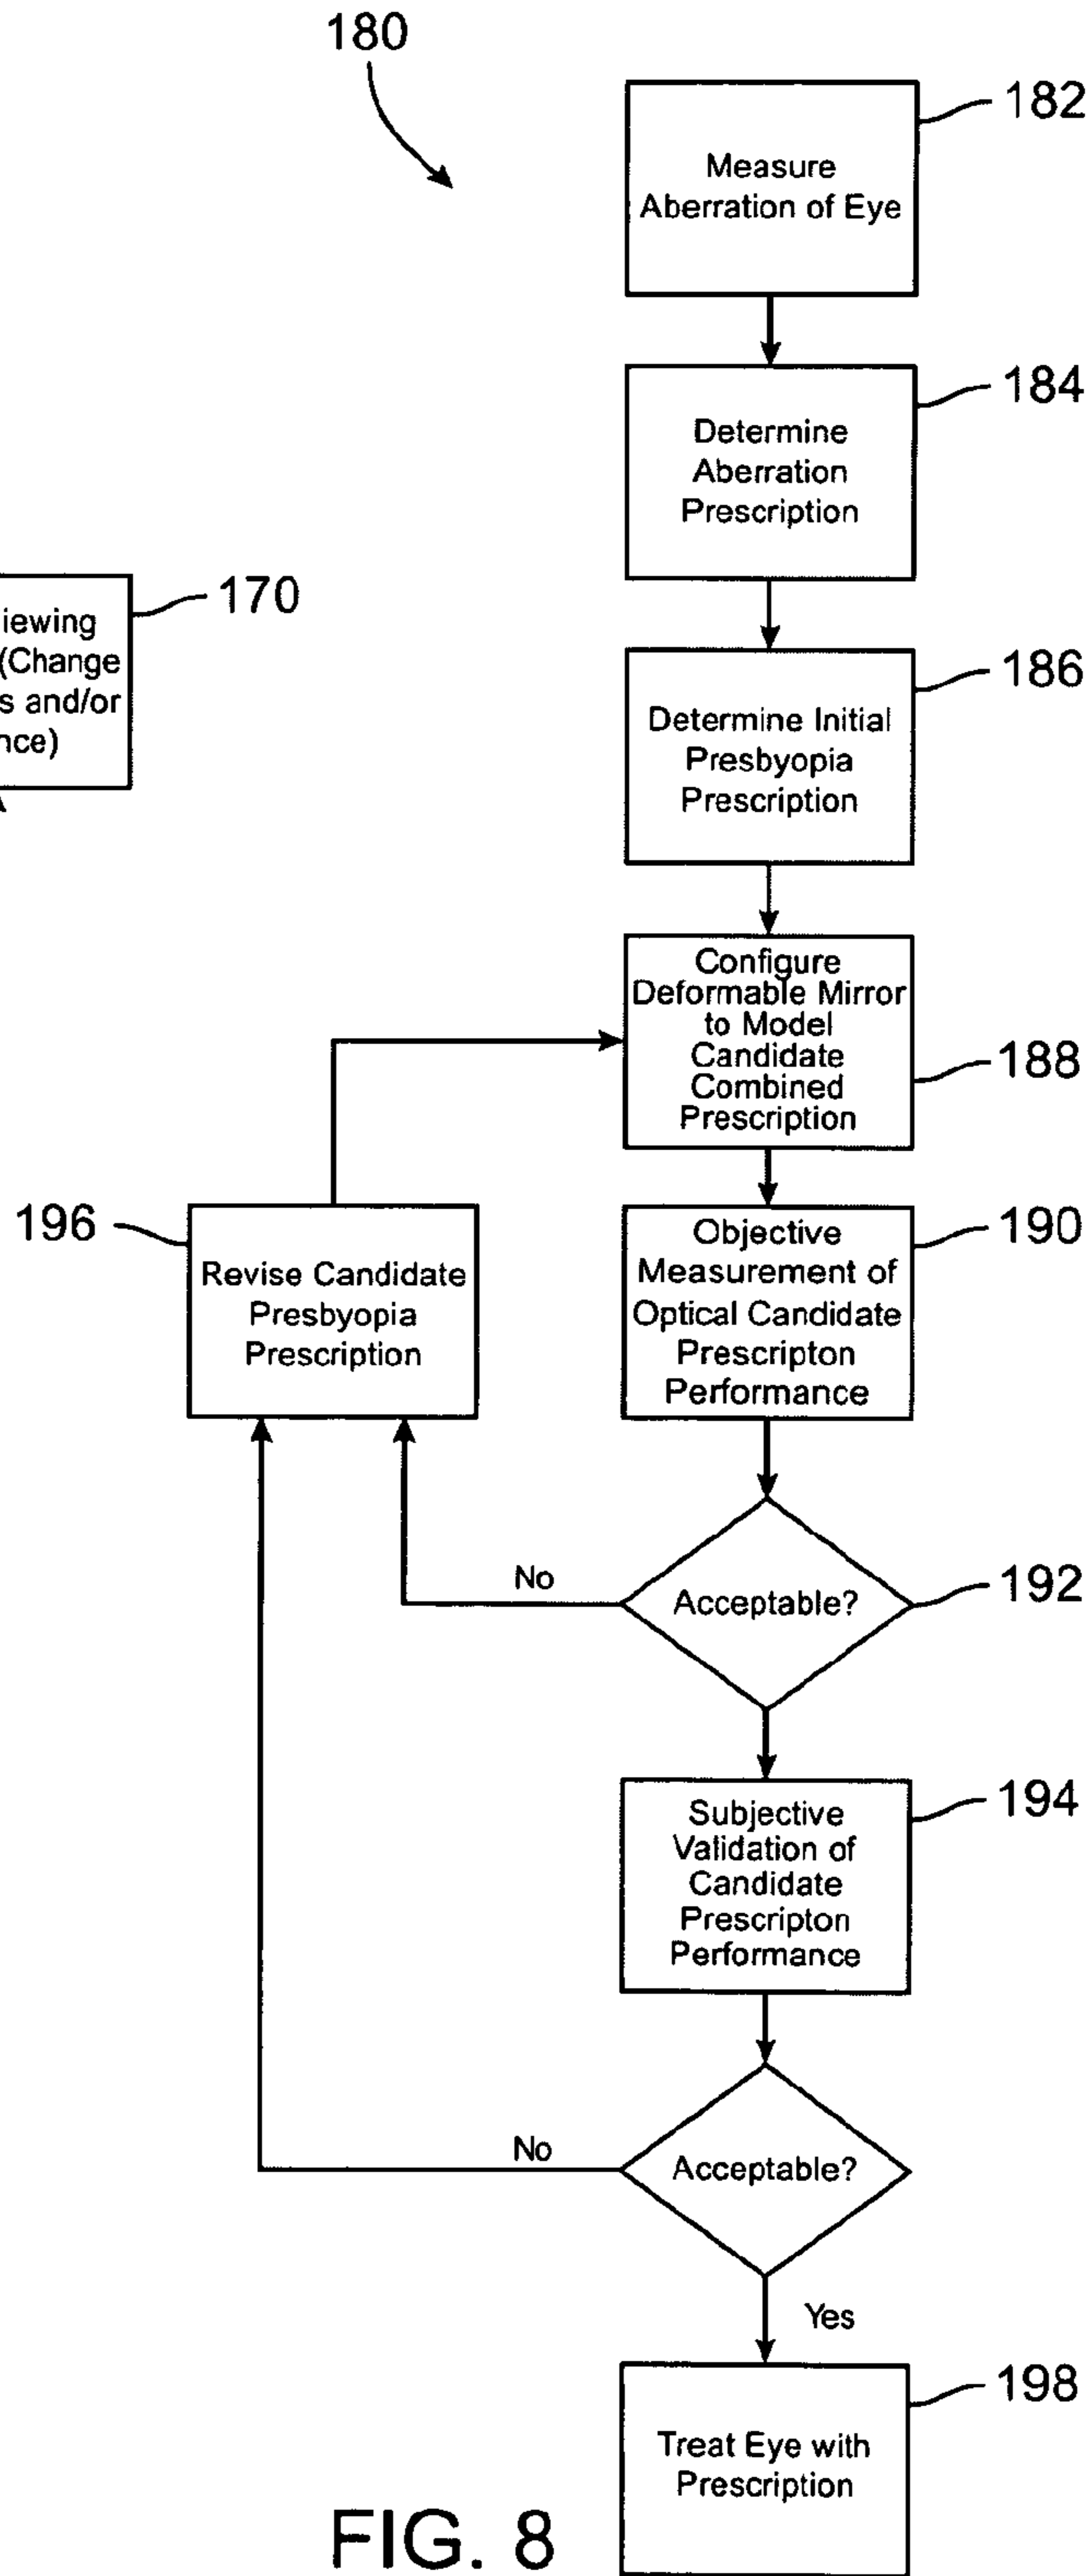 180
182
Measure
Aberration of Eye
184
Determine
Aberration
Prescription
170
iewing
(Change
s and/or
nce)
186
Determine Initial
Presbyopia
Prescription
188
Configure
Deformable Mirror
to Model
Candidate
Combined
Prescription
196
Revise Candidate
Presbyopia
Prescription
190
Objective
Measurement of
Optical Candidate
Prescripton
Performance
No
Acceptable?
192
194
Subjective
Validation of
Candidate
Prescripton
Performance
No
Acceptable?
Yes
198
Treat Eye with
Prescription
FIG. 8